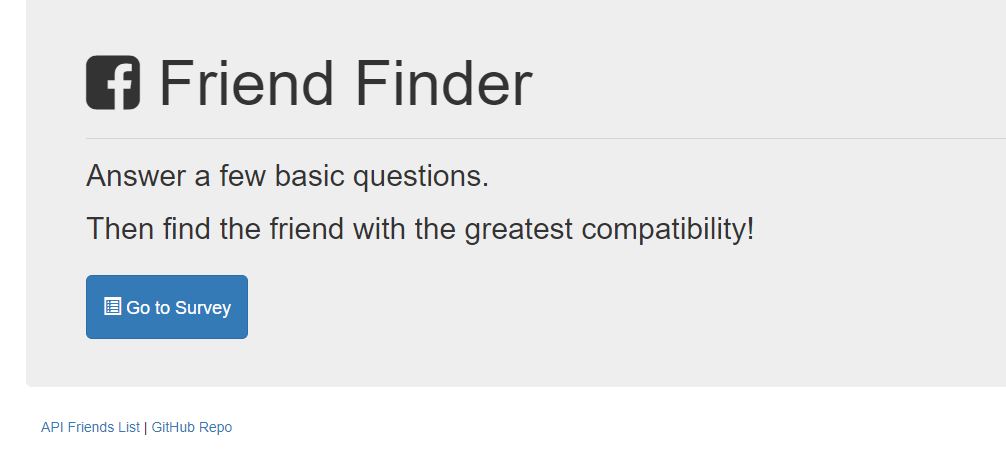 Friend Finder
Answer a few basic questions.
Then find the friend with the greatest compatibility!
Go to Survey
API Friends List | GitHub Repo